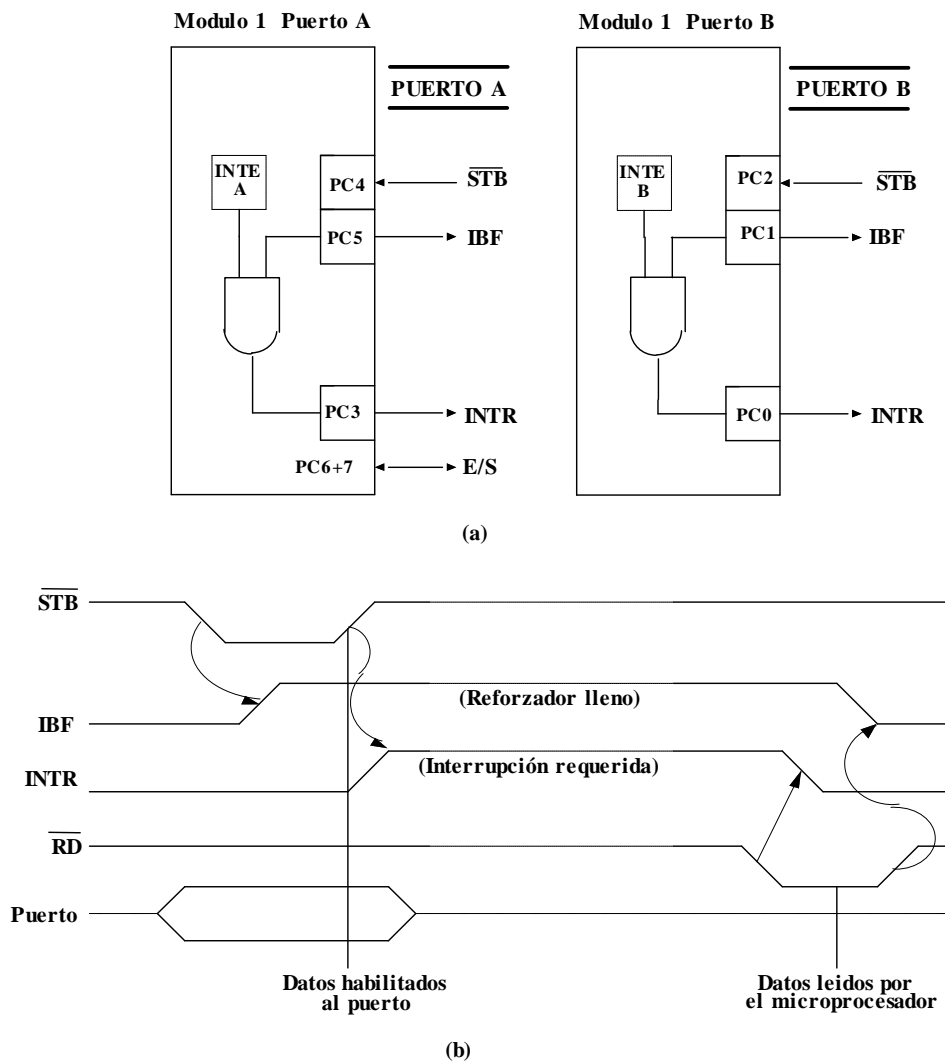 Modulo 1 Puerto A
Modulo 1 Puerto B
PUERTO A
PUERTO B
INTE
A
PC4
STB
PC5
IBF
PC3
INTR
PC6+7
E/S
INTE
B
PC2
STB
PC1
IBF
PC0
INTR
(a)
STB
IBF
(Reforzador lleno)
INTR
(Interrupción requerida)
RD
Puerto
Datos habilitados
al puerto
Datos leidos por
el microprocesador
(b)